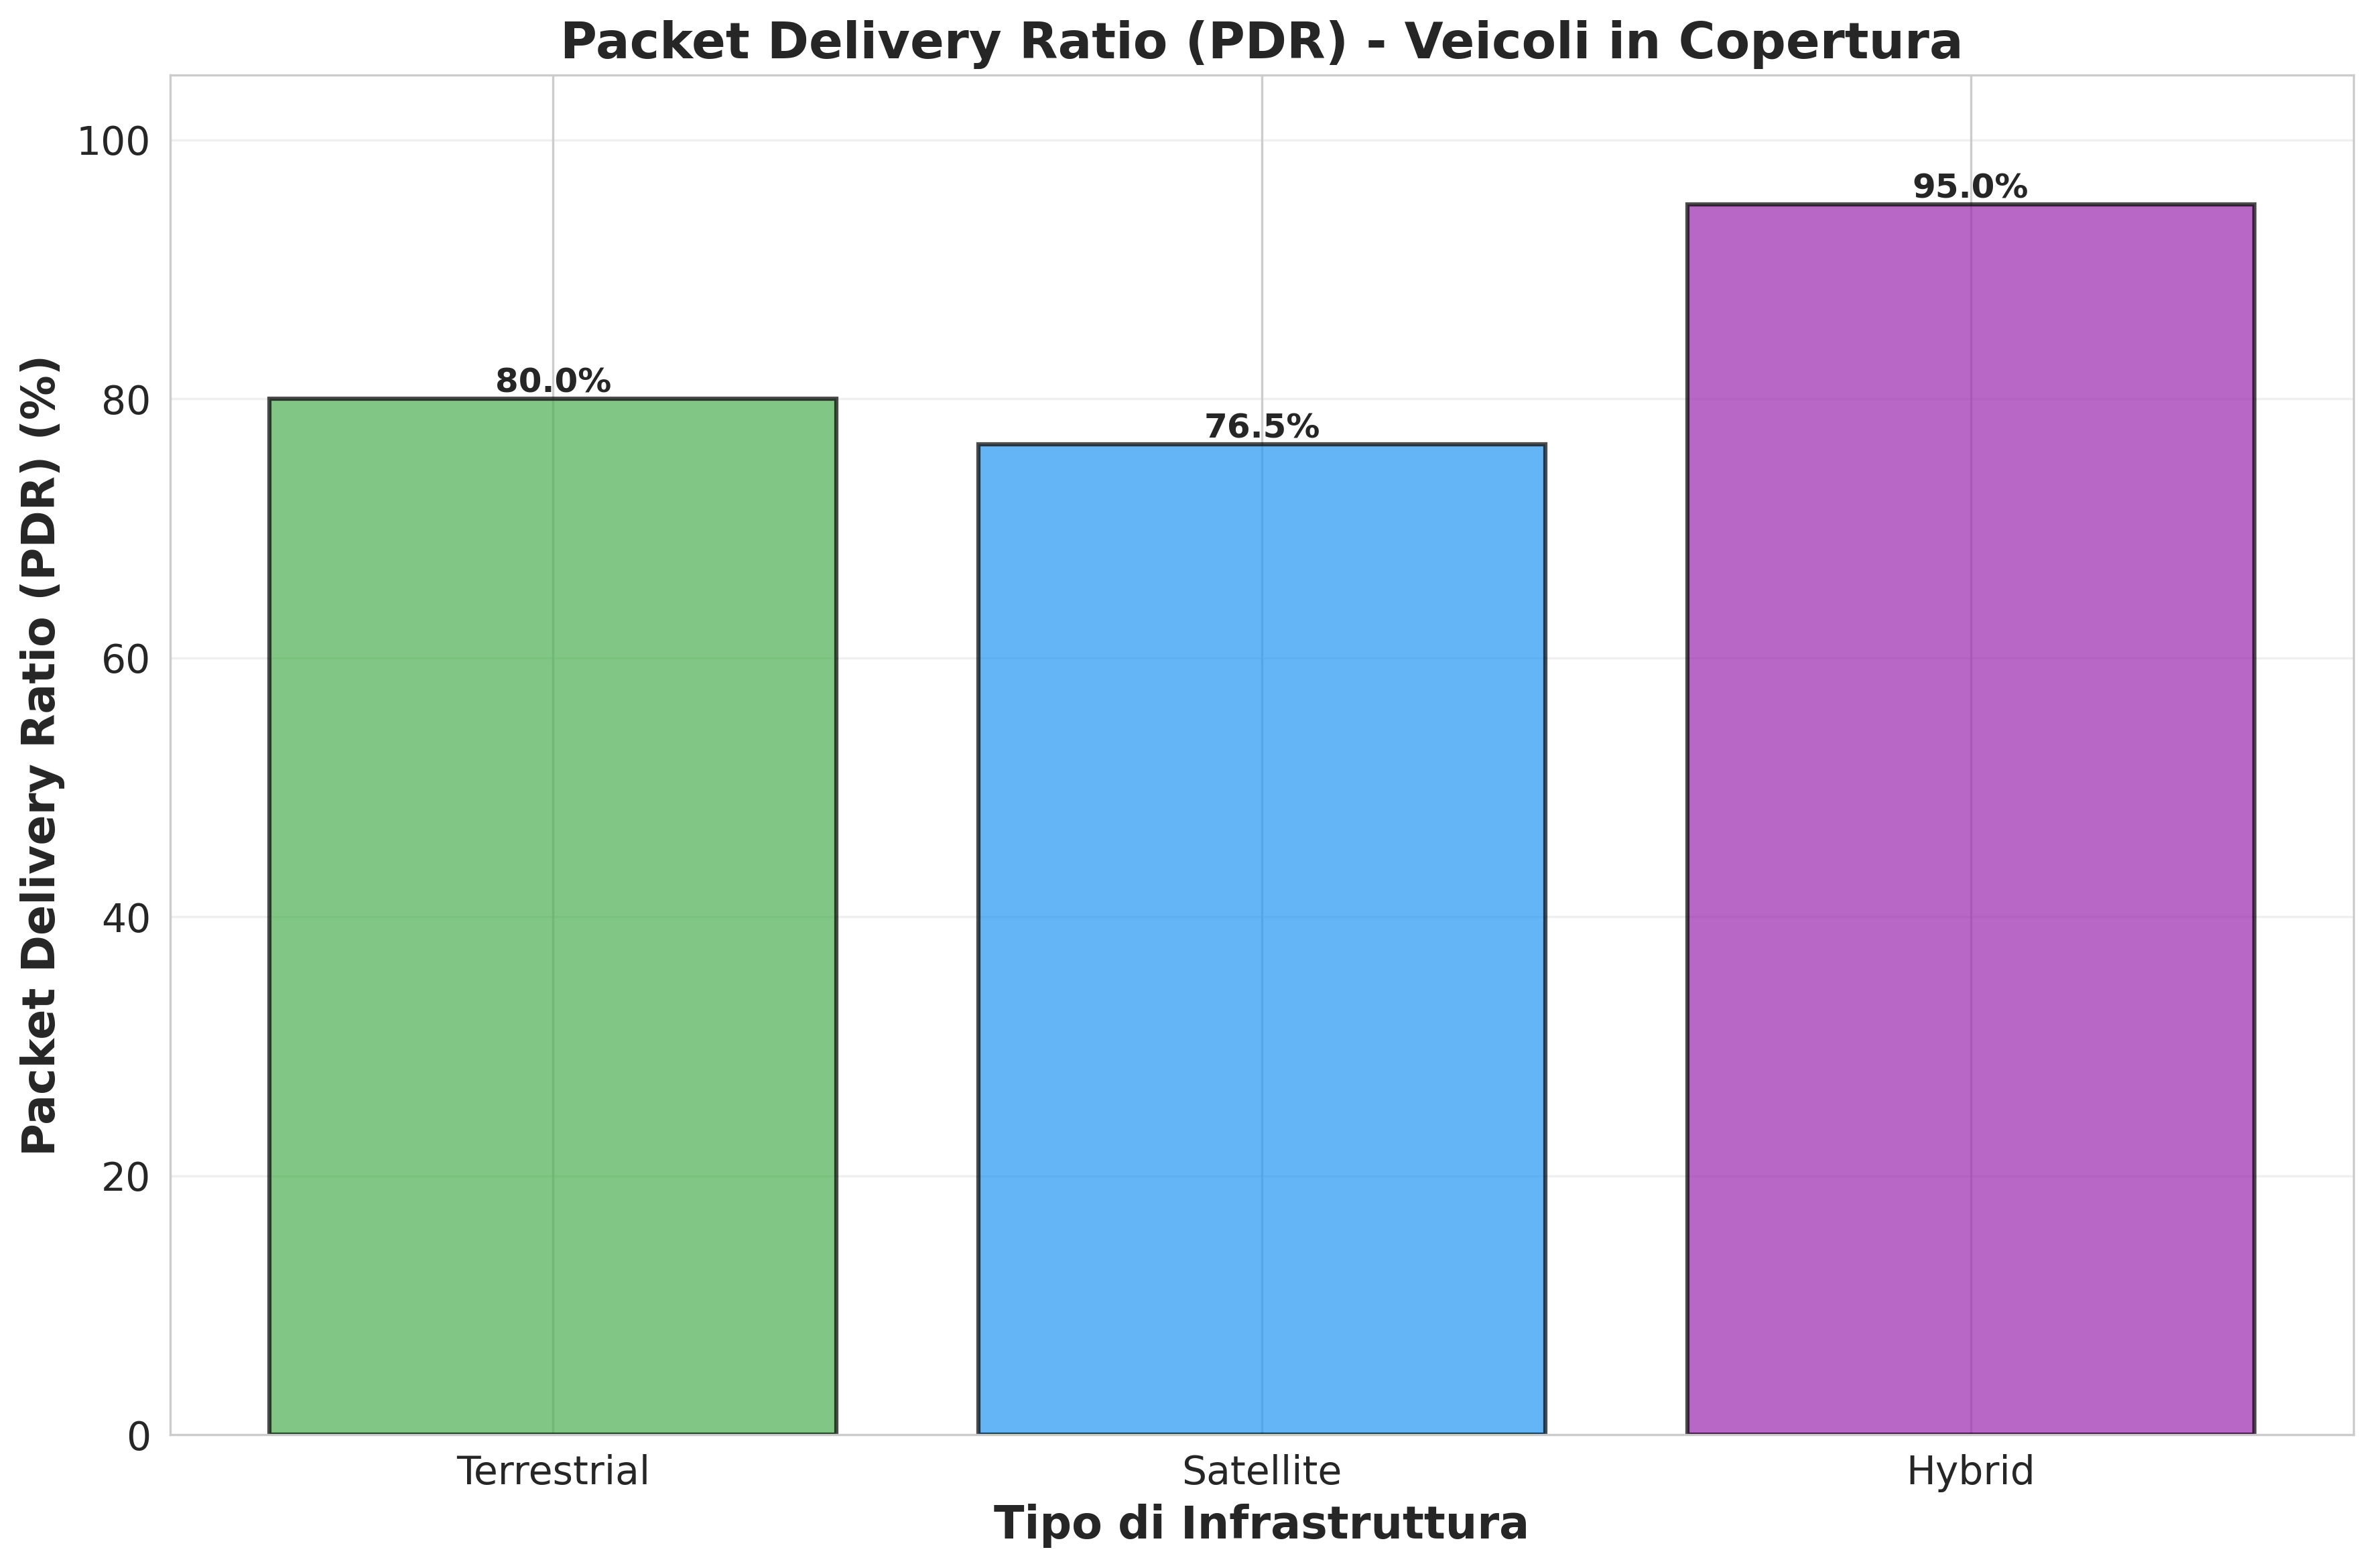 Packet Delivery Ratio (PDR) - Veicoli in Copertura
Packet Delivery Ratio (PDR) (%)
100
80
60
40
20
0
80.0%
76.5%
95.0%
Terrestrial
Satellite
Hybrid
Tipo di Infrastruttura